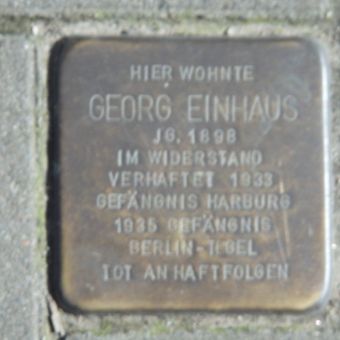 HIER WOHNTE
GEORG EINHAUS
JG. 1898
IM WIDERSTAND
VERHAFTET 1933
GEFÄNGNIS HARBURG
1935 GEFÄNGNIS
BERLIN-TEGEL
TOT AN HAFTFOLGEN